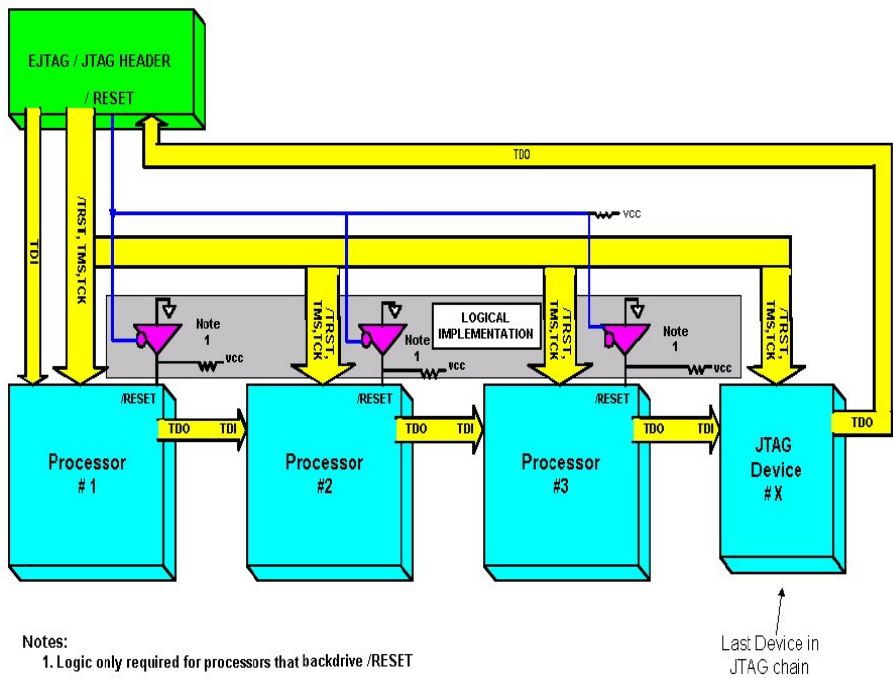 EJTAG / JTAG HEADER
/ RESET
TDO
TDI
/TRST, TMS,TCK
vcc
/TRST,
TMS,TCK
/TRST,
TMS,TCK
/TRST,
TMS,TCK
Note
1
vcc
Note
1
vcc
LOGICAL
IMPLEMENTATION
Note
1
vcc
/RESET
/RESET
/RESET
TDO TDI
TDO TDI
TDO TDI
TDO
Processor
# 1
Processor
#2
Processor
#3
JTAG
Device
# X
Notes:
1. Logic only required for processors that backdrive /RESET
Last Device in
JTAG chain